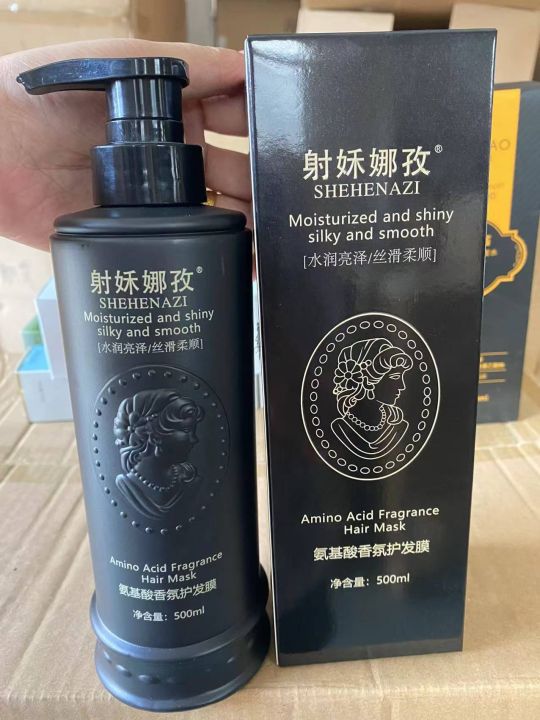 射妖娜孜®
SHEHENAZI
Moisturized and shiny
silky and smooth
[水润亮泽/丝滑柔顺]
Amino Acid Fragrance
Hair Mask
氨基酸香氛护发膜
净含量：500ml
射妖娜孜®
SHEHENAZI
Moisturized and shiny
silky and smooth
[水润亮泽/丝滑柔顺]
Amino Acid Fragrance
Hair Mask
氨基酸香氛护发膜
净含量：500ml
AO